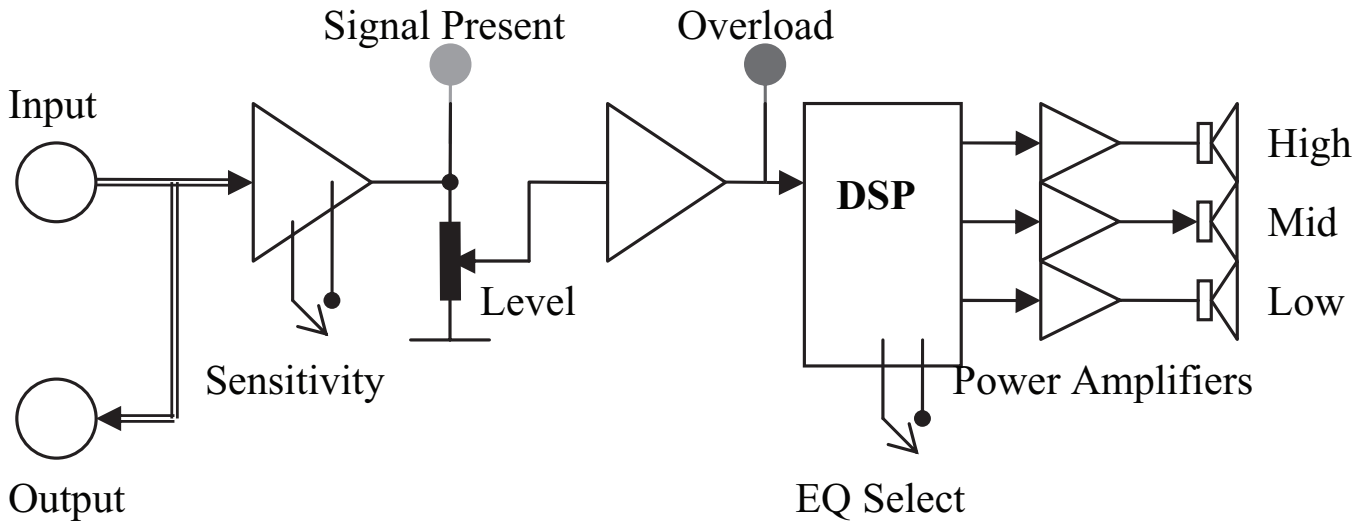 Signal Present
Overload
Input
High
DSP
Mid
Level
Low
Sensitivity
Power Amplifiers
Output
EQ Select